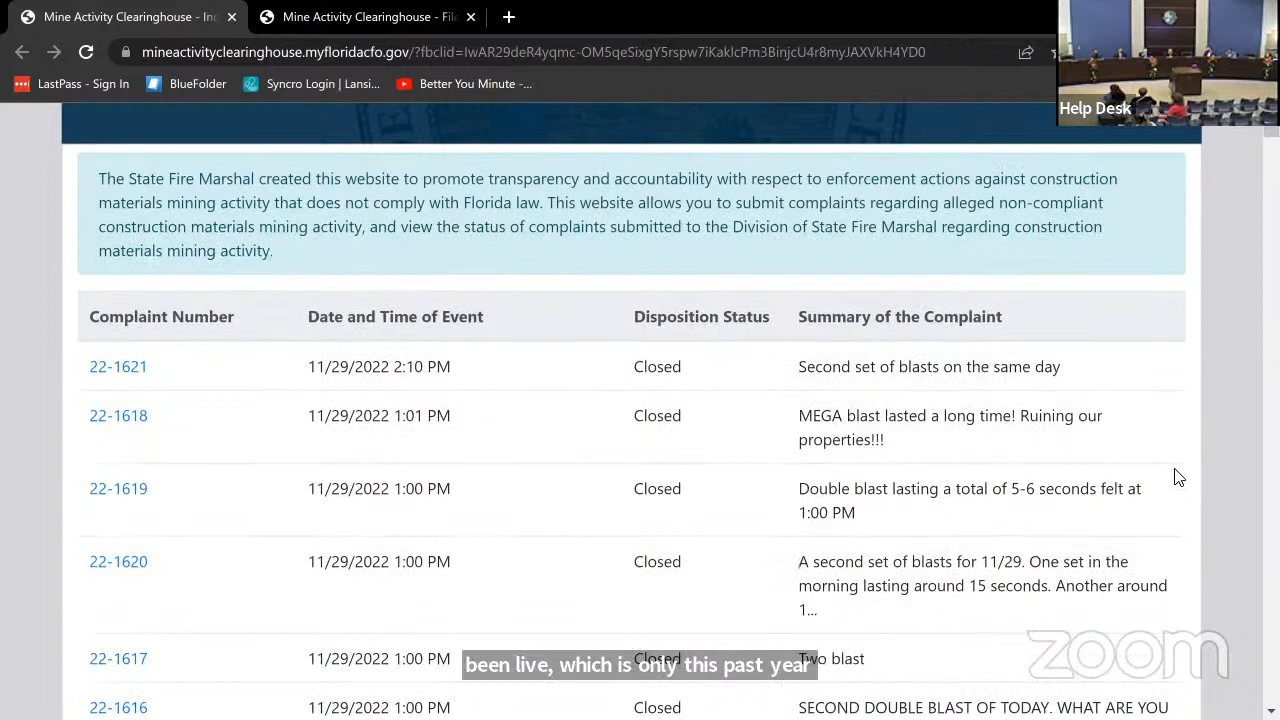 Mine Activity Clearinghouse - In
Mine Activity Clearinghouse - File
mineactivityclearinghouse.myfloridacfo.gov/?fbclid=IwAR29deR4yqmc-OM5qeSixgY5rspw7iKaklcPm3BinjcU4r8myJAXVkH4YD0
LastPass - Sign In
BlueFolder
Syncro Login | Lansi...
Better You Minute -...
Help Desk
The State Fire Marshal created this website to promote transparency and accountability with respect to enforcement actions against construction
materials mining activity that does not comply with Florida law. This website allows you to submit complaints regarding alleged non-compliant
construction materials mining activity, and view the status of complaints submitted to the Division of State Fire Marshal regarding construction
materials mining activity.
Complaint Number Date and Time of Event Disposition Status Summary of the Complaint
22-1621 11/29/2022 2:10 PM Closed Second set of blasts on the same day
22-1618 11/29/2022 1:01 PM Closed MEGA blast lasted a long time! Ruining our
properties!!!
22-1619 11/29/2022 1:00 PM Closed Double blast lasting a total of 5-6 seconds felt at
1:00 PM
22-1620 11/29/2022 1:00 PM Closed A second set of blasts for 11/29. One set in the
morning lasting around 15 seconds. Another around
1...
22-1617 11/29/2022 1:00 PM Closed Two blast
been live, which is only this past year
22-1616 11/29/2022 1:00 PM Closed SECOND DOUBLE BLAST OF TODAY. WHAT ARE YOU
zoom